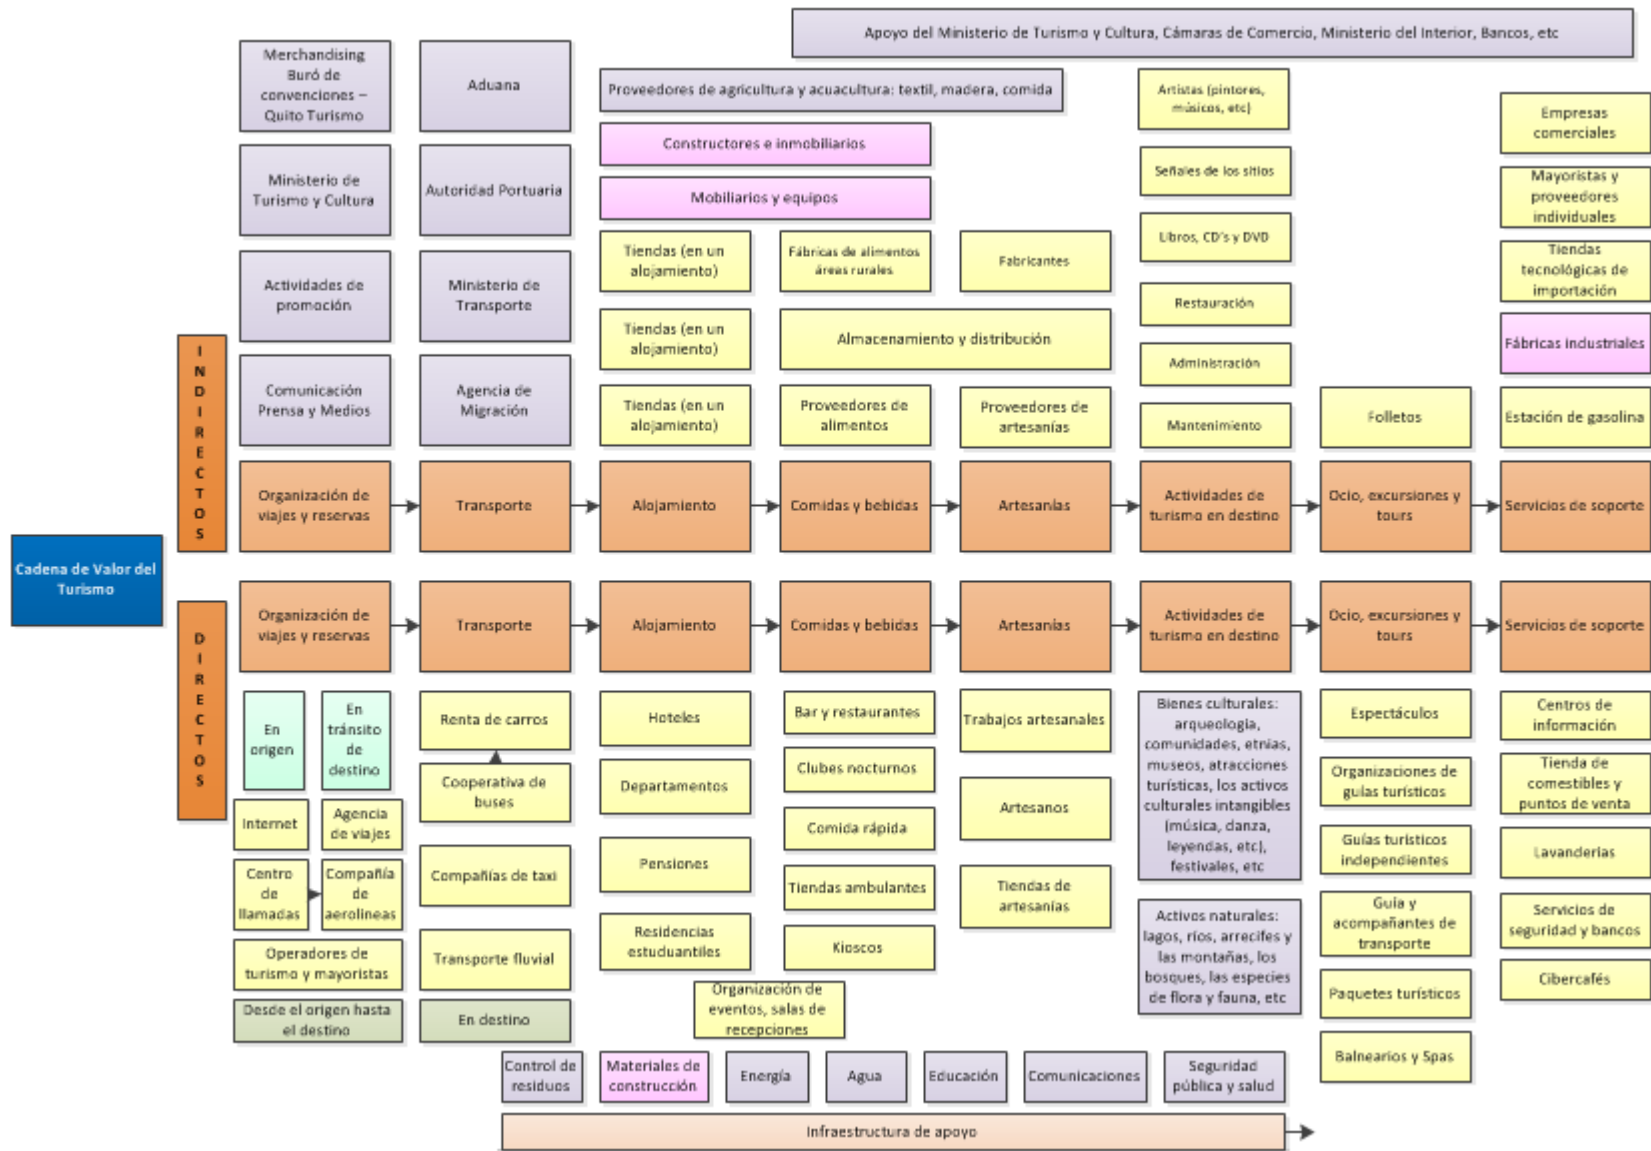 Apoyo del Ministerio de Turismo y Cultura, Cámaras de Comercio, Ministerio del Interior, Bancos, etc
Merchandising
Buró de
convenciones –
Quito Turismo
Ministerio de
Turismo y Cultura
Actividades de
promoción
Comunicación
Prensa y Medios
Aduana
Autoridad Portuaria
Ministerio de
Transporte
Agencia de
Migración
Proveedores de agricultura y acuacultura: textil, madera, comida
Constructores e inmobiliarios
Mobiliarios y equipos
Tiendas (en un
alojamiento)
Tiendas (en un
alojamiento)
Tiendas (en un
alojamiento)
Fábricas de alimentos
áreas rurales
Fabricantes
Almacenamiento y distribución
Proveedores de
alimentos
Proveedores de
artesanías
Artistas (pintores,
músicos, etc)
Señales de los sitios
Libros, CD's y DVD
Restauración
Administración
Mantenimiento
Folletos
Empresas
comerciales
Mayoristas y
proveedores
individuales
Tiendas
tecnológicas de
importación
Fábricas industriales
Estación de gasolina
INDIRECTOS
Organización de
viajes y reservas
Transporte
Alojamiento
Comidas y bebidas
Artesanías
Actividades de
turismo en destino
Ocio, excursiones y
tours
Servicios de soporte
Cadena de Valor del
Turismo
DIRECTOS
Organización de
viajes y reservas
Transporte
Alojamiento
Comidas y bebidas
Artesanías
Actividades de
turismo en destino
Ocio, excursiones y
tours
Servicios de soporte
En
origen
En
tránsito
de
destino
Internet
Agencia
de viajes
Centro
de
llamadas
Compañía
de
aerolíneas
Operadores de
turismo y mayoristas
Desde el origen hasta
el destino
Renta de carros
Cooperativa de
buses
Compañías de taxi
Transporte fluvial
En destino
Hoteles
Departamentos
Pensiones
Residencias
estuduantiles
Bar y restaurantes
Clubes nocturnos
Comida rápida
Tiendas ambulantes
Kioscos
Organización de
eventos, salas de
recepciones
Trabajos artesanales
Artesanos
Tiendas de
artesanías
Bienes culturales:
arqueología,
comunidades, etnias,
museos, atracciones
turísticas, los activos
culturales intangibles
(música, danza,
leyendas, etc),
festivales, etc
Activos naturales:
lagos, ríos, arrecifes y
las montañas, los
bosques, las especies
de flora y fauna, etc
Espectáculos
Organizaciones de
guías turísticos
Guías turísticos
independientes
Guía y
acompañantes de
transporte
Paquetes turísticos
Balnearios y Spas
Centros de
información
Tienda de
comestibles y
puntos de venta
Lavanderías
Servicios de
seguridad y bancos
Cibercafés
Control de
residuos
Materiales de
construcción
Energía
Agua
Educación
Comunicaciones
Seguridad
pública y salud
Infraestructura de apoyo